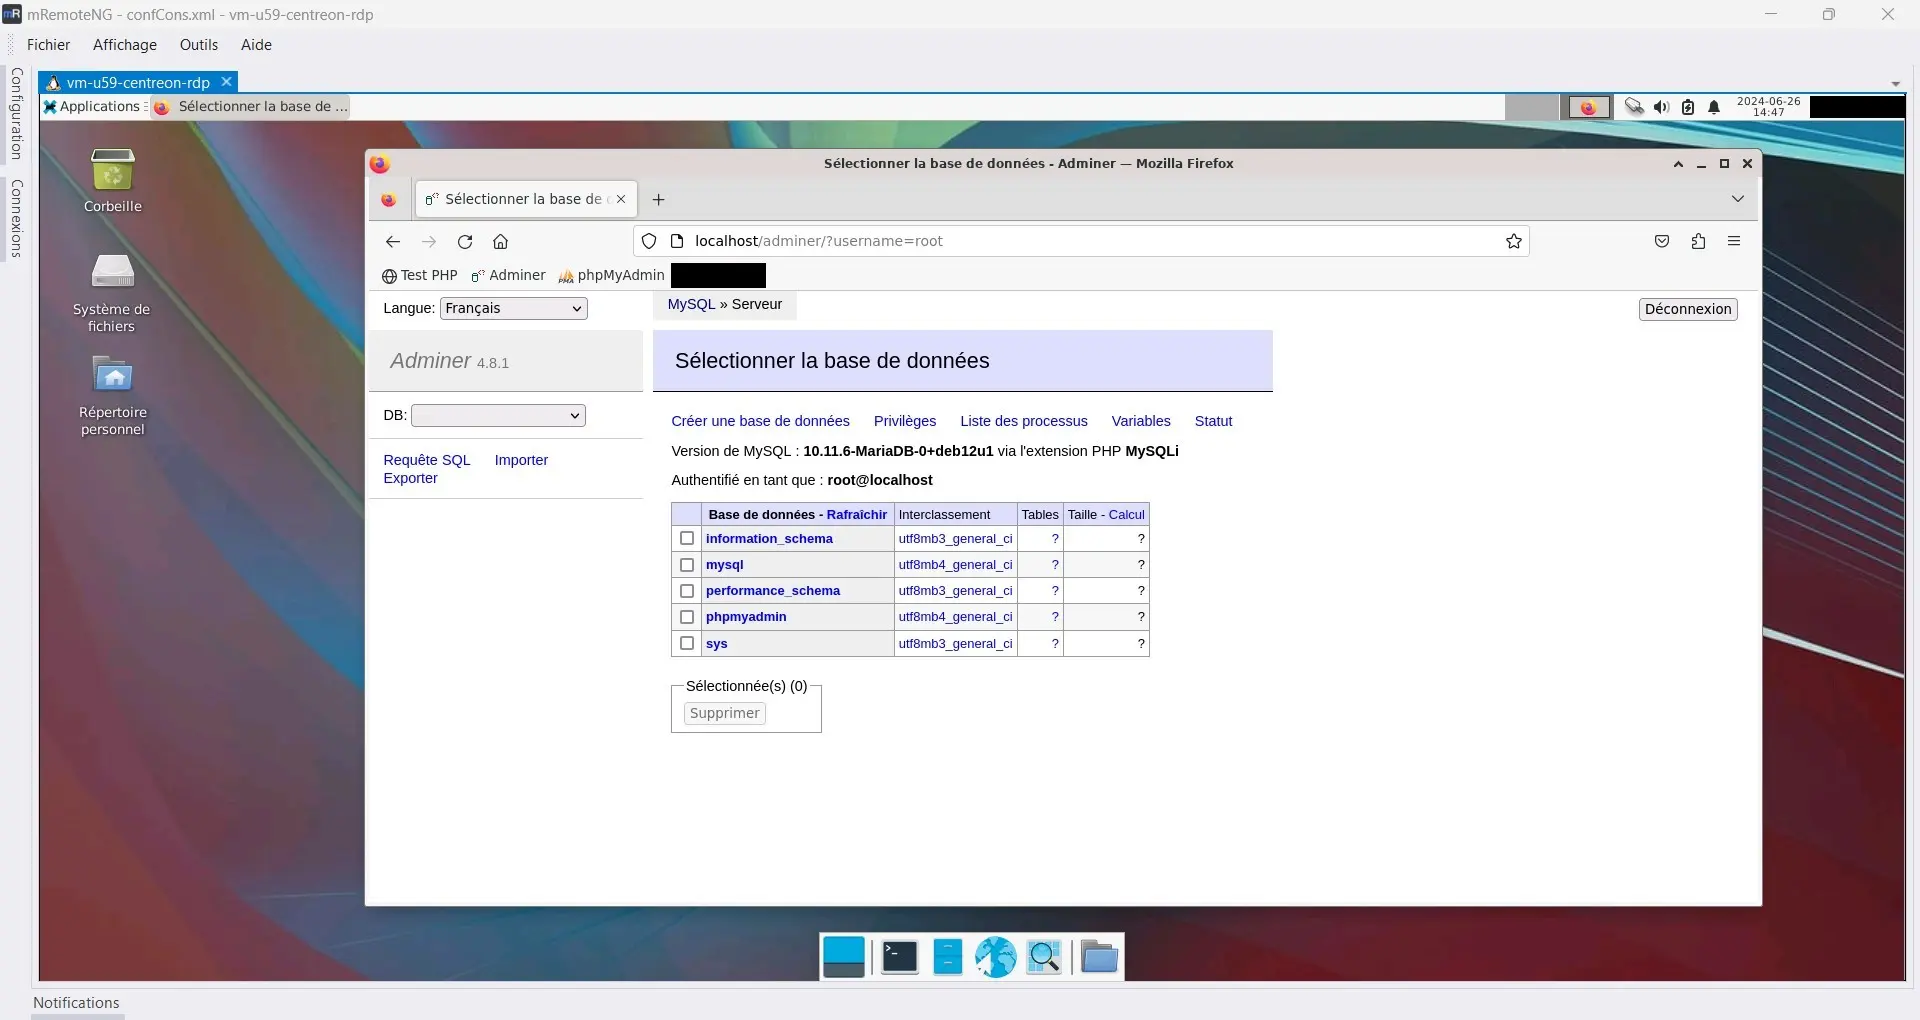 mR mRemoteNG - confCons.xml - vm-u59-centreon-rdp
Fichier Affichage Outils Aide
Configuration
Connexions
vm-u59-centreon-rdp
Applications Sélectionner la base de ... 2024-06-26
14:47
Corbeille
Système de
fichiers
Répertoire
personnel
Sélectionner la base de données - Adminer — Mozilla Firefox
Sélectionner la base de
localhost/adminer/?username=root
Test PHP Adminer phpMyAdmin
Langue: Français MySQL » Serveur Déconnexion
Adminer 4.8.1
Sélectionner la base de données
DB:
Requête SQL Importer
Exporter
Créer une base de données Privilèges Liste des processus Variables Statut
Version de MySQL : 10.11.6-MariaDB-0+deb12u1 via l'extension PHP MySQLi
Authentifié en tant que : root@localhost
Base de données - Rafraîchir Interclassement Tables Taille - Calcul
information_schema utf8mb3_general_ci ? ?
mysql utf8mb4_general_ci ? ?
performance_schema utf8mb3_general_ci ? ?
phpmyadmin utf8mb4_general_ci ? ?
sys utf8mb3_general_ci ? ?
Sélectionnée(s) (0)
Supprimer
Notifications